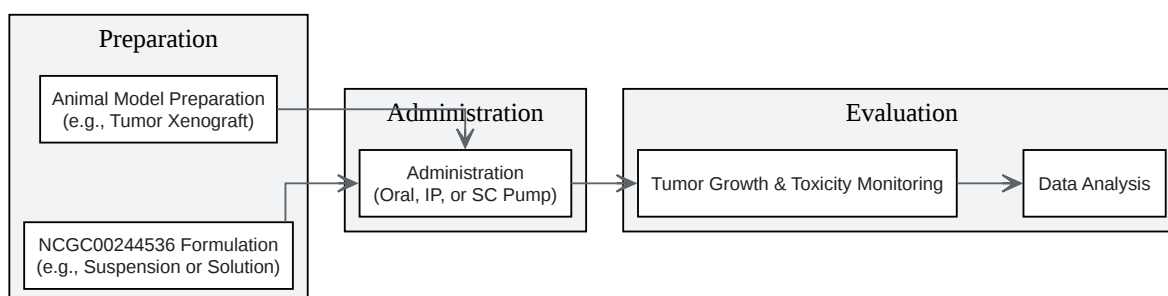 Preparation
Animal Model Preparation
(e.g., Tumor Xenograft)
NCGC00244536 Formulation
(e.g., Suspension or Solution)
Administration
Administration
(Oral, IP, or SC Pump)
Evaluation
Tumor Growth & Toxicity Monitoring
Data Analysis